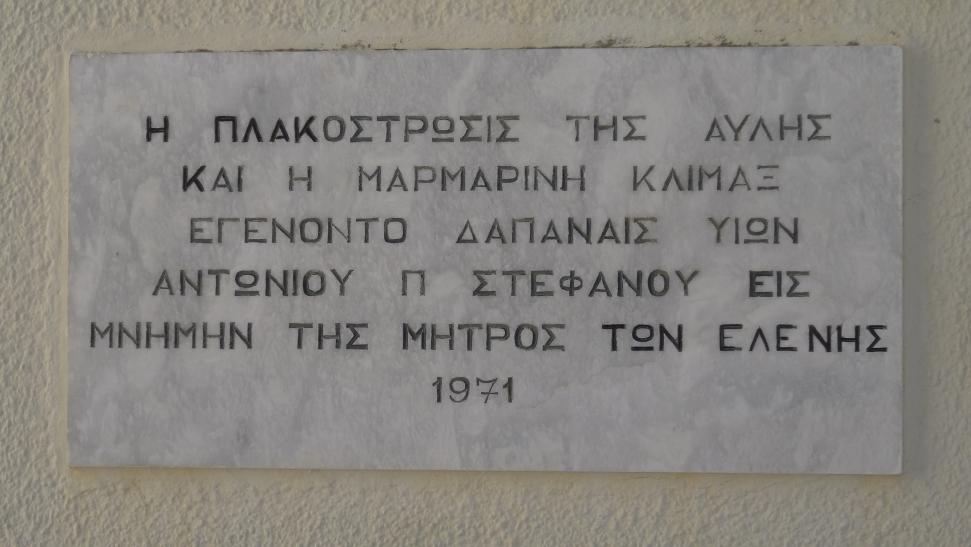 Η ΠΛΑΚΟΣΤΡΩΣΙΣ ΤΗΣ ΑΥΛΗΣ
ΚΑΙ Η ΜΑΡΜΑΡΙΝΗ ΚΛΙΜΑΞ
ΕΓΕΝΟΝΤΟ ΔΑΠΑΝΑΙΣ ΥΙΩΝ
ΑΝΤΩΝΙΟΥ Π ΣΤΕΦΑΝΟΥ ΕΙΣ
ΜΝΗΜΗΝ ΤΗΣ ΜΗΤΡΟΣ ΤΩΝ ΕΛΕΝΗΣ
1971